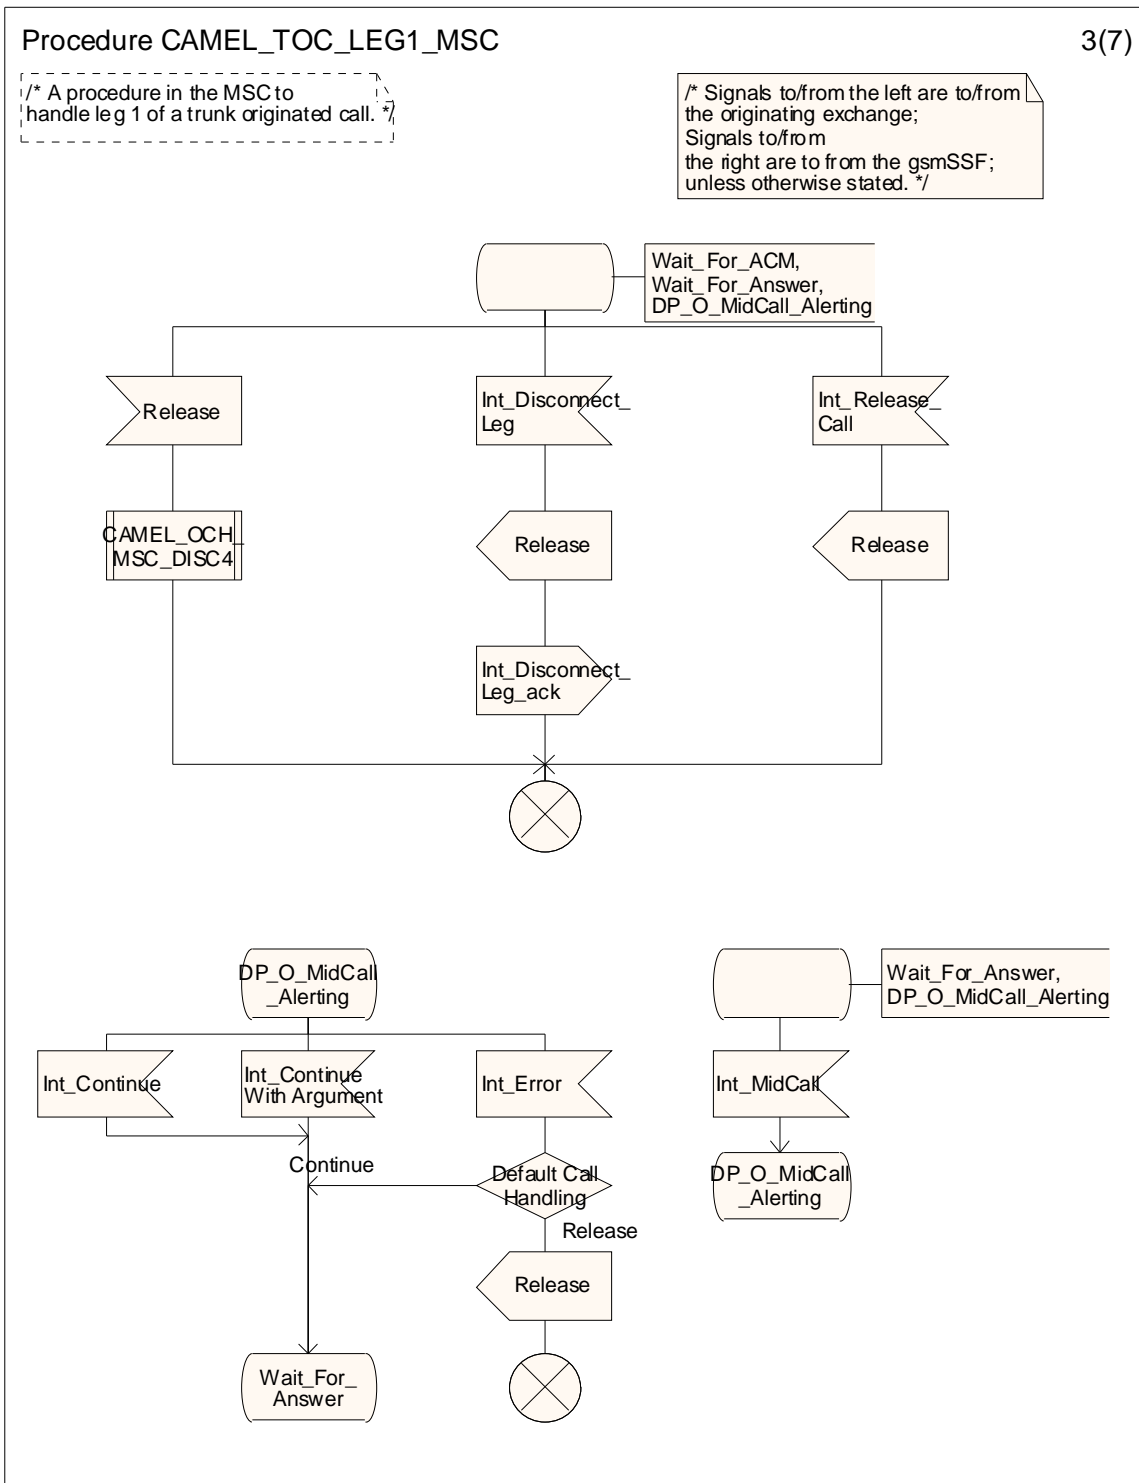 Procedure CAMEL_TOC_LEG1_MSC
3(7)
/* A procedure in the MSC to
handle leg 1 of a trunk originated call. */
/* Signals to/from the left are to/from
the originating exchange;
Signals to/from
the right are to from the gsmSSF;
unless otherwise stated. */
Wait_For_ACM,
Wait_For_Answer,
DP_O_MidCall_Alerting
Release
Int_Disconnect_
Leg
Int_Release_
Call
CAMEL_OCH_
MSC_DISC4
Release
Release
Int_Disconnect_
Leg_ack
DP_O_MidCall
_Alerting
Wait_For_Answer,
DP_O_MidCall_Alerting
Int_Continue
Int_Continue
With Argument
Int_Error
Int_MidCall
Continue
Default Call
Handling
DP_O_MidCall
_Alerting
Release
Release
Wait_For_
Answer